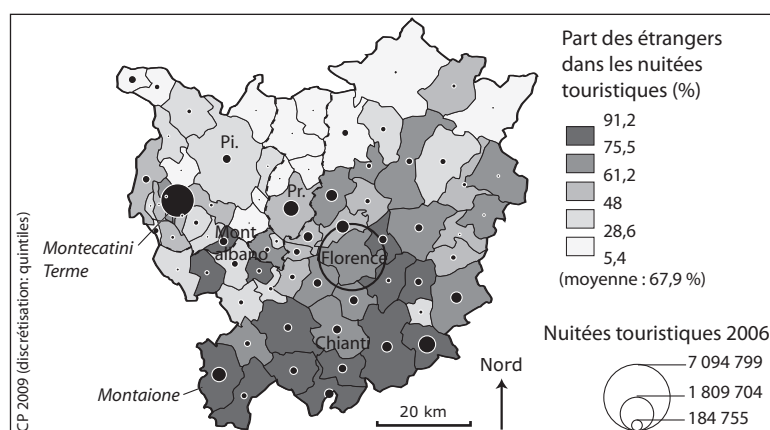 Part des étrangers
dans les nuitées
touristiques (%)
91,2
75,5
61,2
48
28,6
5,4
(moyenne : 67,9 %)
Pi.
Pr.
Mont
albano
Florence
Montecatini
Terme
Chianti
Montaione
Nord
20 km
Nuitées touristiques 2006
7 094 799
1 809 704
184 755
CP 2009 (discrétisation: quintiles)